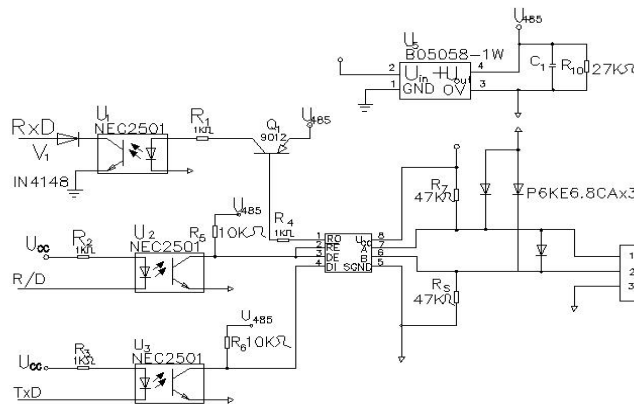 U485
U5
B05058-1W
2 Uin +Uout 4
1 GND 0V 3
C1 R10 27KΩ
U1
NEC2501
RxD
V1
IN4148
R1
1KΩ
Q1
9012
U485
R4
1KΩ
U485
R5 10KΩ
Ucc R2
1KΩ
U2
NEC2501
R/D
1 RO Ucc 8
2 RE A 7
3 DE B 6
4 DI SGND 5
R7
47KΩ
P6KE6.8CAx3
R8
47KΩ
1
2
3
U485
R6 10KΩ
Ucc R3
1KΩ
U3
NEC2501
TxD